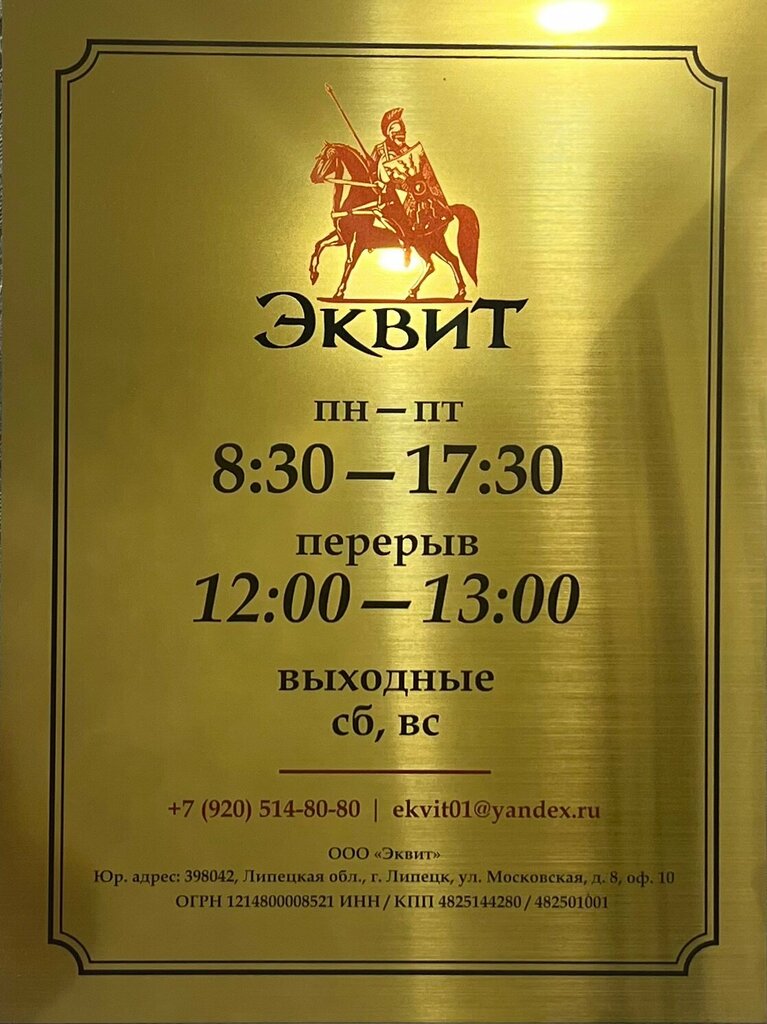 Эквит
пн – пт
8:30 – 17:30
перерыв
12:00 – 13:00
выходные
сб, вс
+7 (920) 514-80-80 | ekvit01@yandex.ru
ООО «Эквит»
Юр. адрес: 398042, Липецкая обл., г. Липецк, ул. Московская, д. 8, оф. 10
ОГРН 1214800008521 ИНН / КПП 4825144280 / 482501001